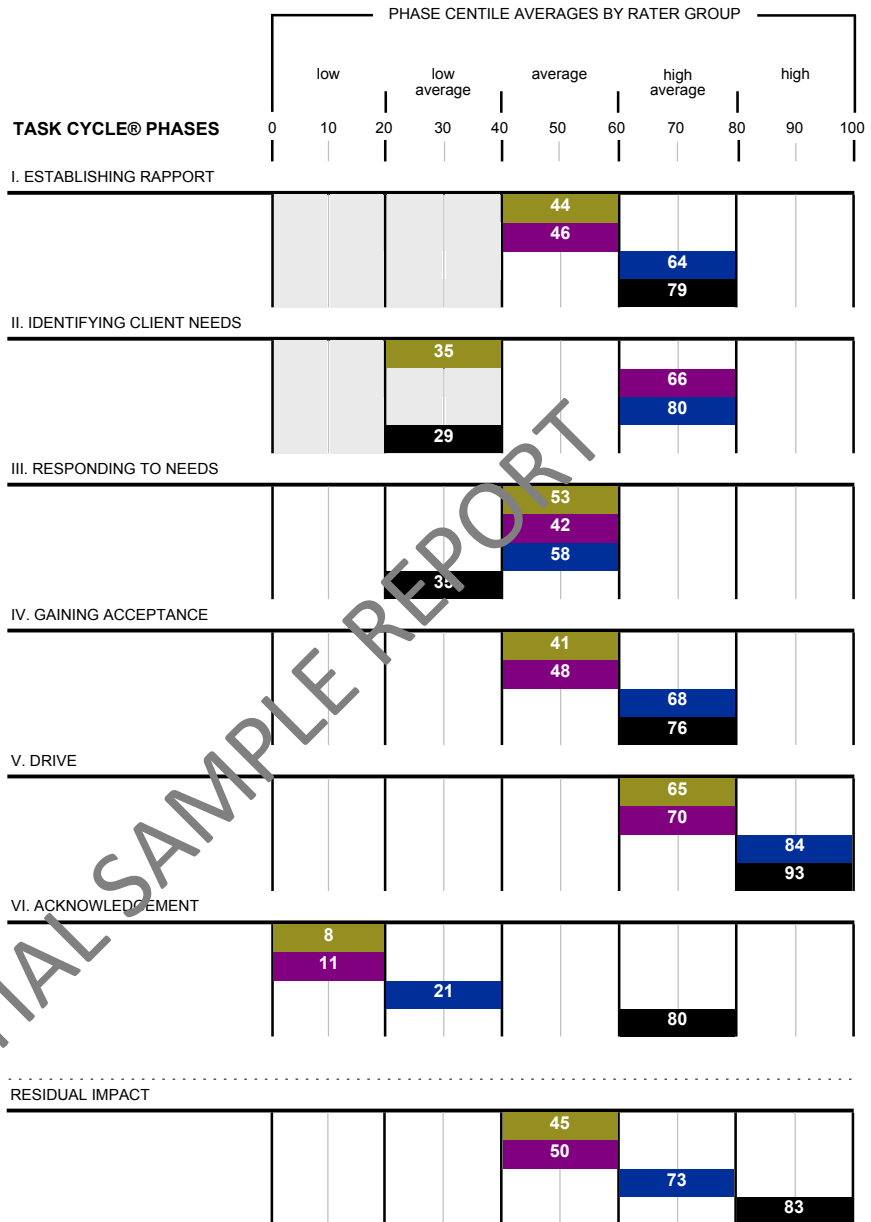 PHASE CENTILE AVERAGES BY RATER GROUP
low low average high high
average average
TASK CYCLE® PHASES 0 10 20 30 40 50 60 70 80 90 100
I. ESTABLISHING RAPPORT
44
46
64
79
II. IDENTIFYING CLIENT NEEDS
35
66
80
29
III. RESPONDING TO NEEDS
53
42
58
35
IV. GAINING ACCEPTANCE
41
48
68
76
V. DRIVE
65
70
84
93
VI. ACKNOWLEDGEMENT
8
11
21
80
RESIDUAL IMPACT
45
50
73
83
TIAL SAMPLE REPORT